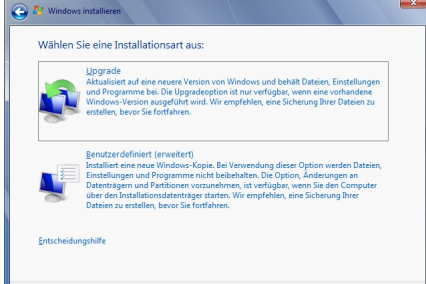 Windows installieren
Wählen Sie eine Installationsart aus:
Upgrade
Aktualisiert auf eine neuere Version von Windows und behält Dateien, Einstellungen
und Programme bei. Die Upgradeoption ist nur verfügbar, wenn eine vorhandene
Windows-Version ausgeführt wird. Wir empfehlen, eine Sicherung Ihrer Dateien zu
erstellen, bevor Sie fortfahren.
Benutzerdefiniert (erweitert)
Installiert eine neue Windows-Kopie. Bei Verwendung dieser Option werden Dateien,
Einstellungen und Programme nicht beibehalten. Die Option, Änderungen an
Datenträgern und Partitionen vorzunehmen, ist verfügbar, wenn Sie den Computer
über den Installationsdatenträger starten. Wir empfehlen, eine Sicherung Ihrer
Dateien zu erstellen, bevor Sie fortfahren.
Entscheidungshilfe